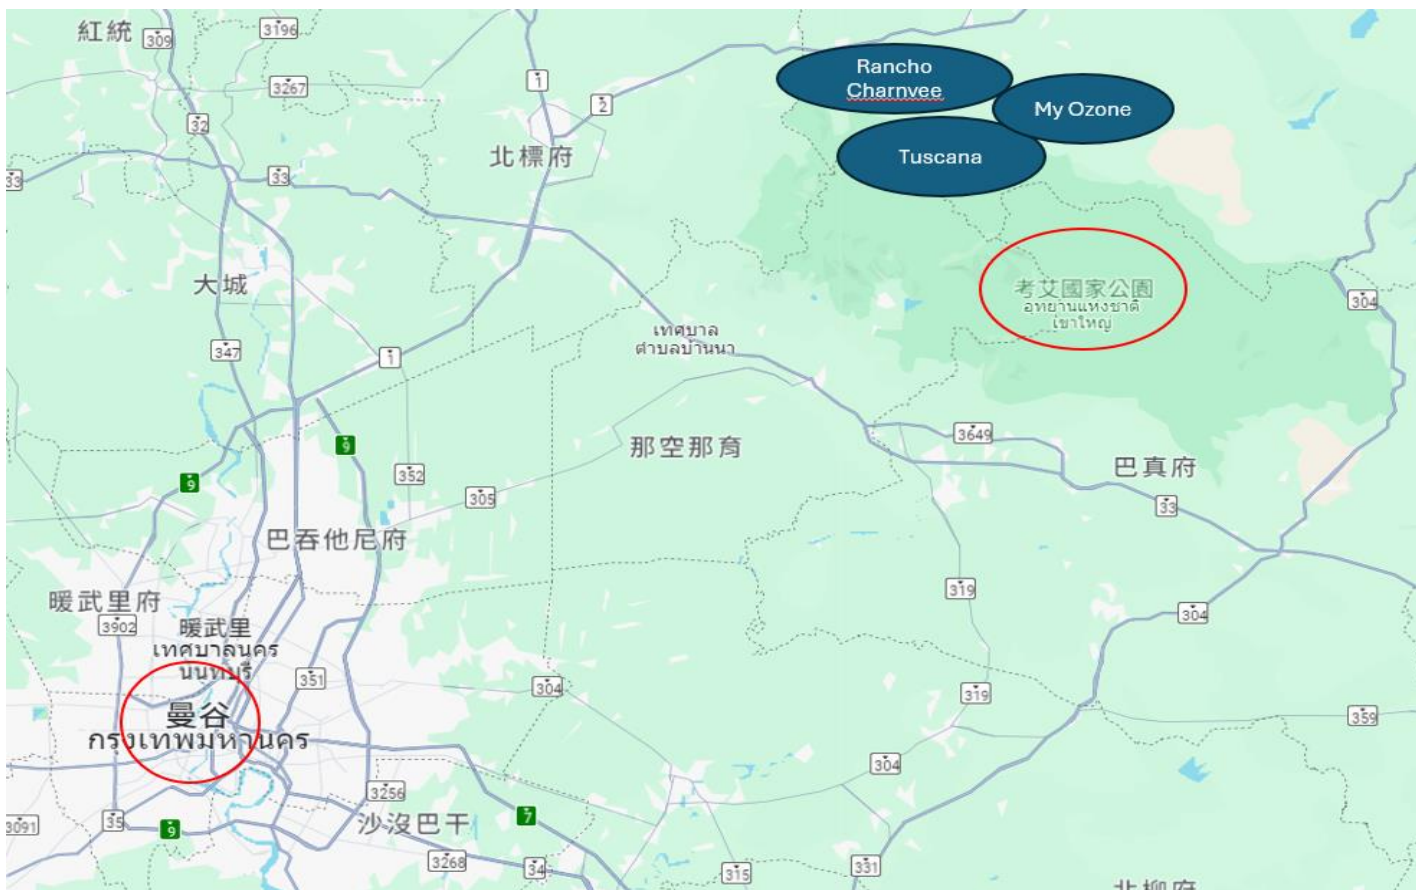 紅統
309
3196
3267
32
33
33
1
2
北標府
Rancho
Charnvee
My Ozone
Tuscana
大城
347
1
考艾國家公園
อุทยานแห่งชาติ
เขาใหญ่
304
เทศบาล
ตำบลบ้านนา
9
9
352
305
那空那育
3649
巴真府
33
巴吞他尼府
暖武里府
3902
暖武里
เทศบาลนคร
นนทบุรี
351
319
304
304
319
359
曼谷
กรุงเทพมหานคร
304
3256
3091
35
9
沙沒巴干
7
3268
34
315
331